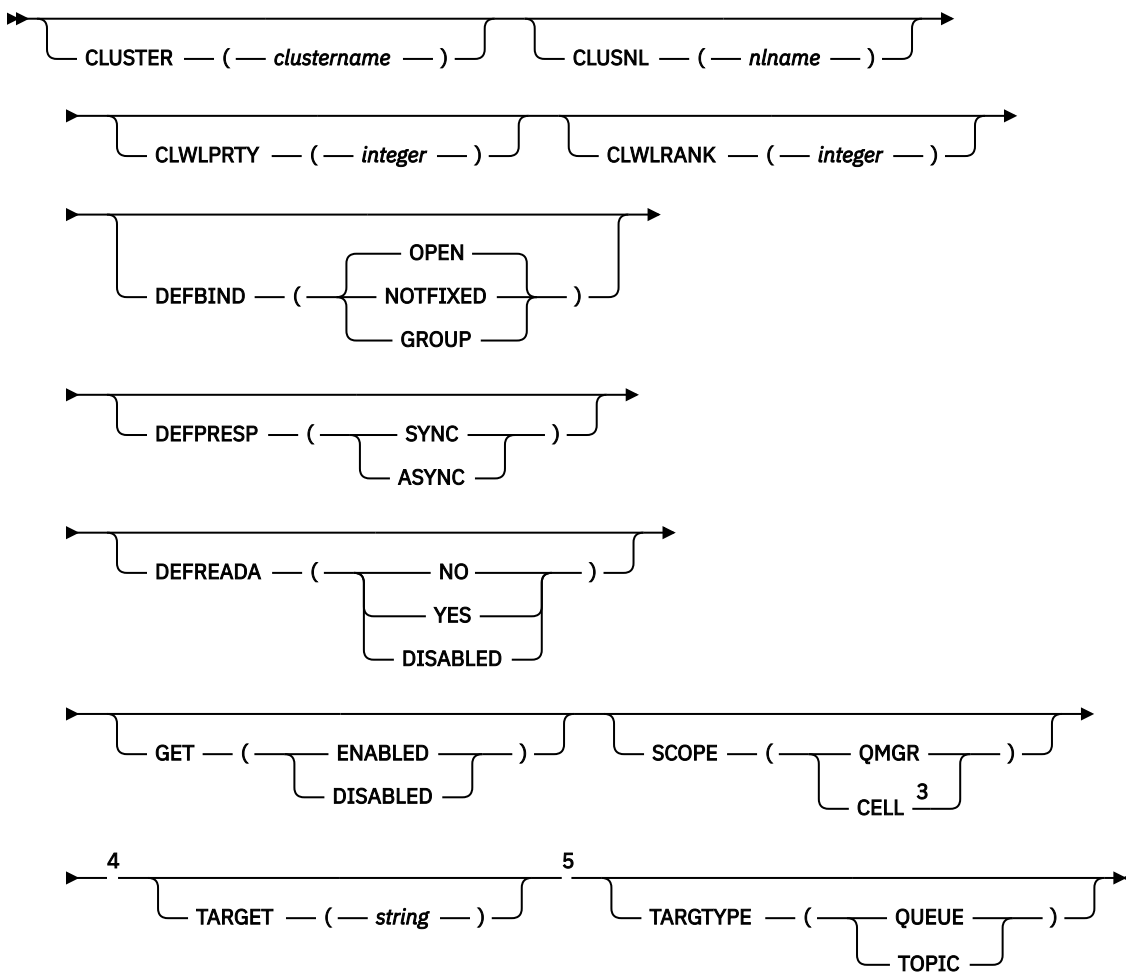 CLUSTER ( clustername ) CLUSNL ( nlname )
CLWLPRTY ( integer ) CLWLRANK ( integer )
OPEN
DEFBIND ( NOTFIXED )
GROUP
DEFPRESP ( SYNC )
ASYNC
DEFREADA ( NO )
YES
DISABLED
GET ( ENABLED ) SCOPE ( QMGR )
DISABLED CELL 3
4 5
TARGET ( string ) TARGTYPE ( QUEUE )
TOPIC